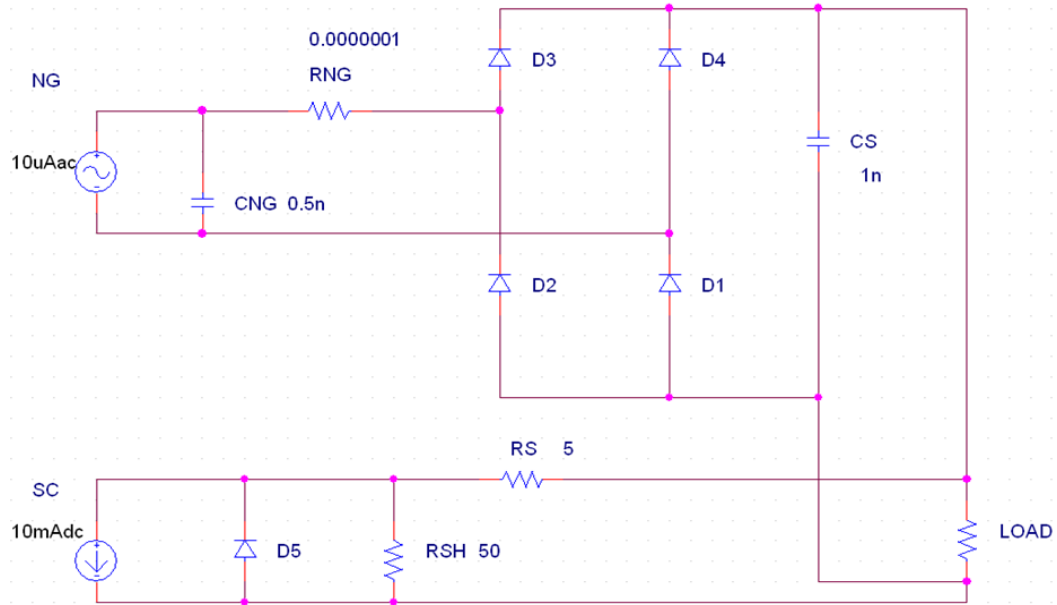 0.0000001
RNG
D3
D4
NG
10uAac
CS
1n
CNG 0.5n
D2
D1
RS 5
SC
10mAdc
D5
RSH 50
LOAD